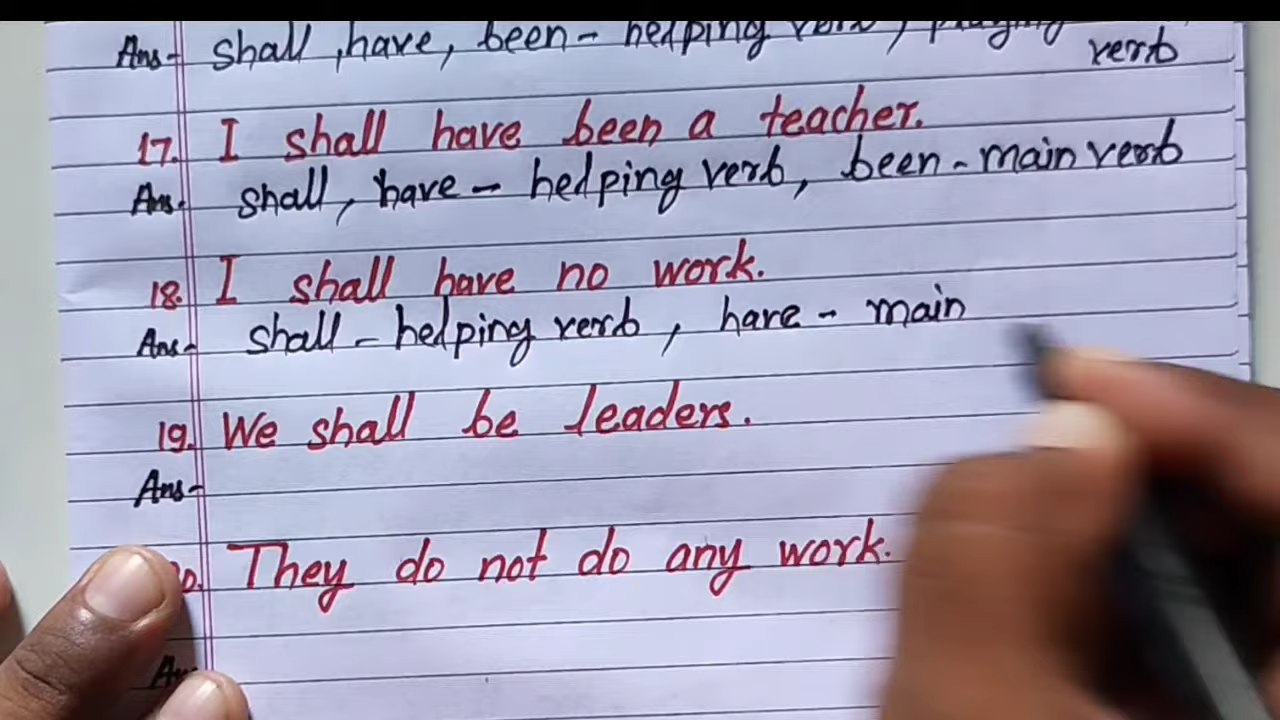 Ans- shall, have, been - helping verb, playing
verb
17. I shall have been a teacher.
Ans. shall, have - helping verb, been - main verb
18. I shall have no work.
Ans- shall - helping verb, have - main
19. We shall be leaders.
Ans-
They do not do any work.